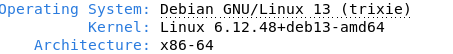 Operating System: Debian GNU/Linux 13 (trixie)
Kernel: Linux 6.12.48+deb13-amd64
Architecture: x86-64